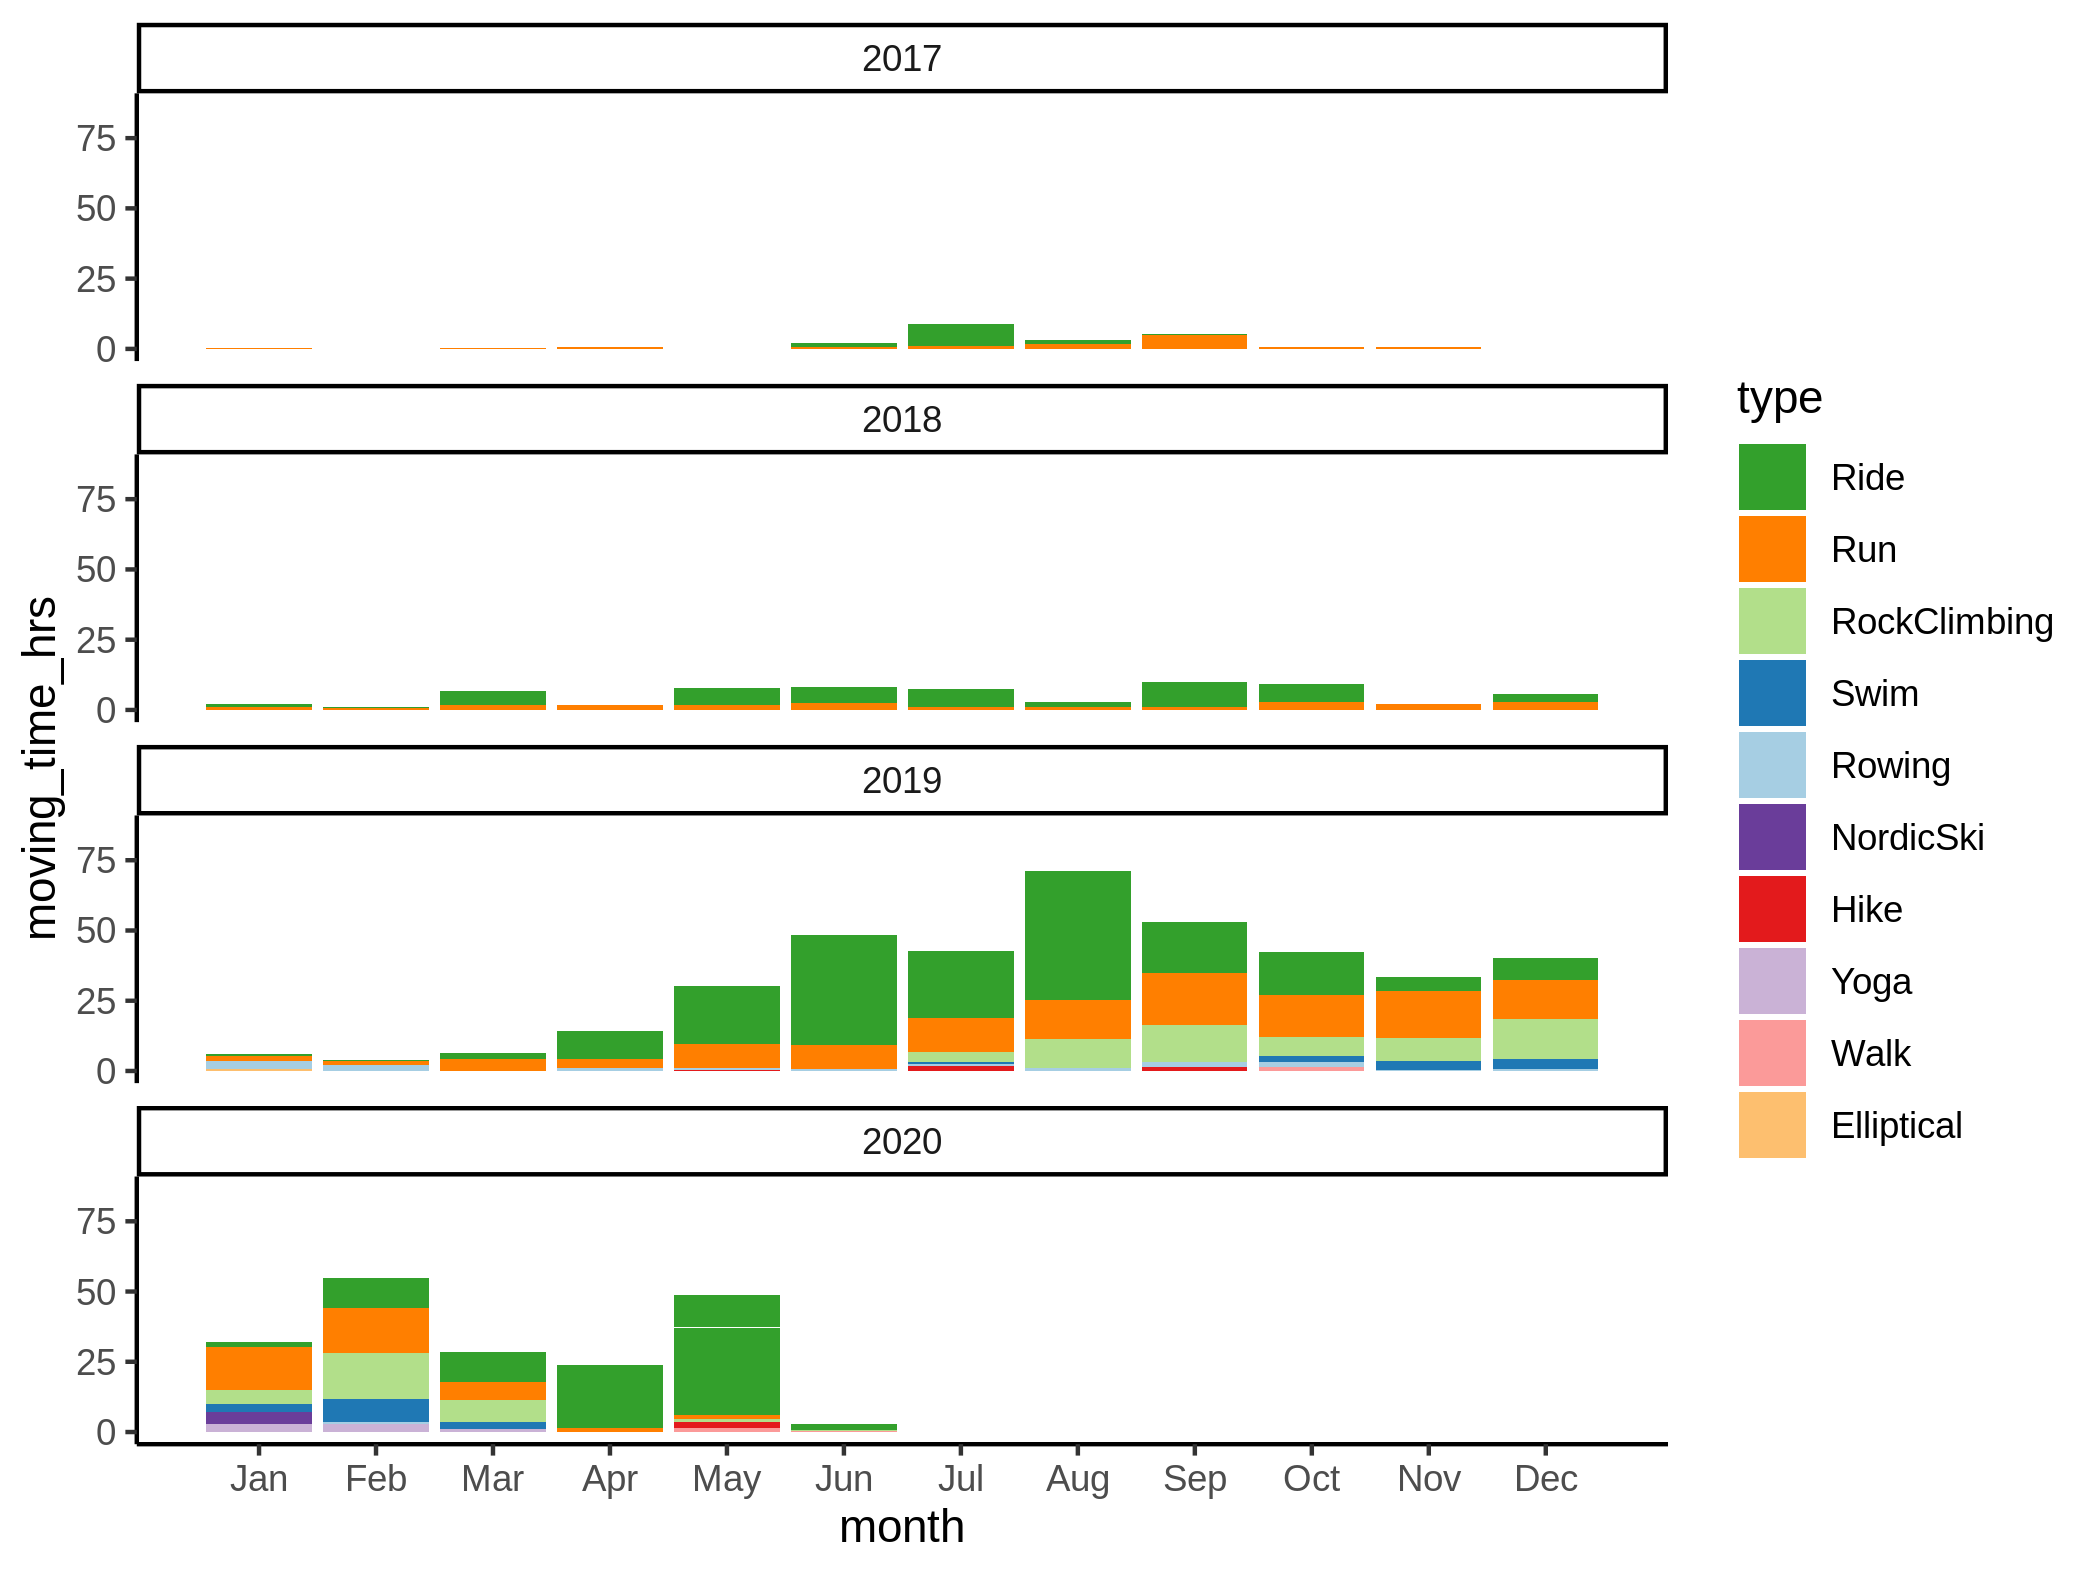 2017
75
50
25
0
2018
75
50
25
0
2019
75
50
25
0
2020
75
50
25
0
Jan Feb Mar Apr May Jun Jul Aug Sep Oct Nov Dec
month
moving_time_hrs
type
Ride
Run
RockClimbing
Swim
Rowing
NordicSki
Hike
Yoga
Walk
Elliptical